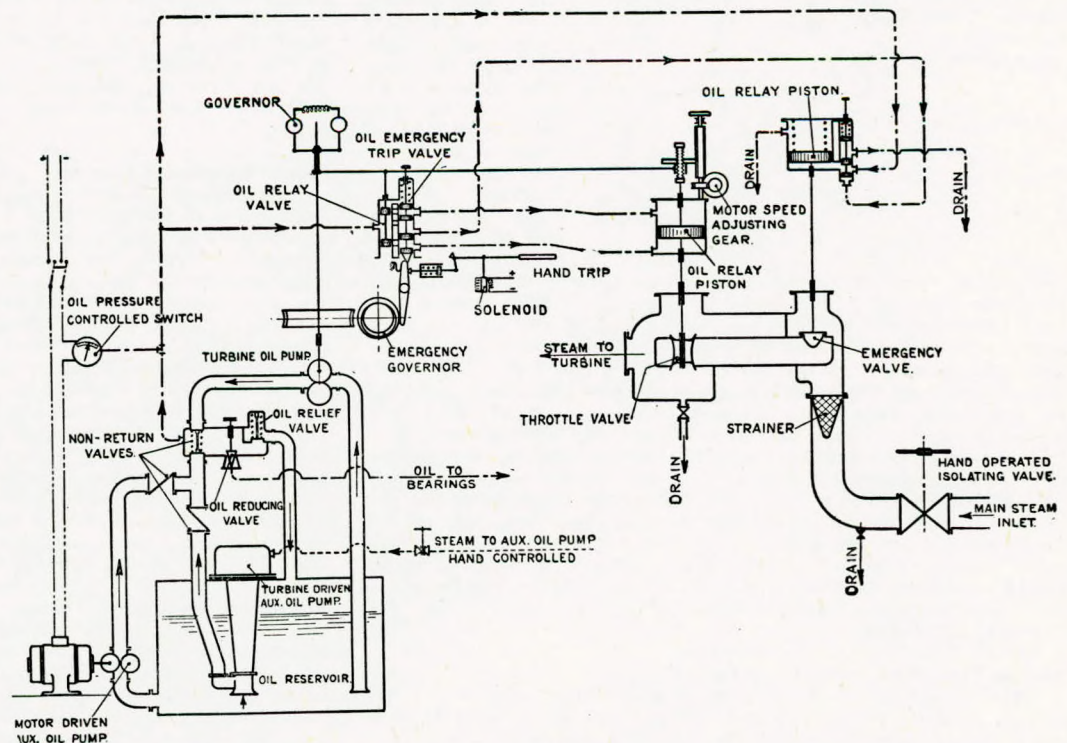 GOVERNOR
OIL EMERGENCY
TRIP VALVE
OIL RELAY
VALVE
OIL RELAY PISTON.
DRAIN
DRAIN
MOTOR SPEED
ADJUSTING
GEAR.
HAND TRIP
OIL RELAY
PISTON
SOLENOID
+
−
OIL PRESSURE
CONTROLLED SWITCH
EMERGENCY
GOVERNOR
STEAM TO
TURBINE
EMERGENCY
VALVE.
TURBINE OIL PUMP.
THROTTLE VALVE
STRAINER
OIL RELIEF
VALVE
NON-RETURN
VALVES.
OIL TO
BEARINGS
DRAIN
HAND OPERATED
ISOLATING VALVE.
OIL REDUCING
VALVE
MAIN STEAM
INLET.
STEAM TO AUX. OIL PUMP
HAND CONTROLLED
DRAIN
TURBINE DRIVEN
AUX. OIL PUMP.
OIL RESERVOIR.
MOTOR DRIVEN
AUX. OIL PUMP.